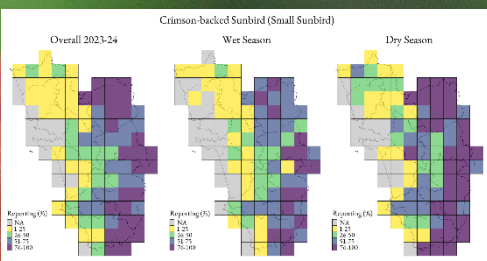 Crimson-backed Sunbird (Small Sunbird)
Overall 2023-24
Wet Season
Dry Season
Reporting (%)
NA
1-25
26-50
51-75
76-100
Reporting (%)
NA
1-25
26-50
51-75
76-100
Reporting (%)
NA
1-25
26-50
51-75
76-100